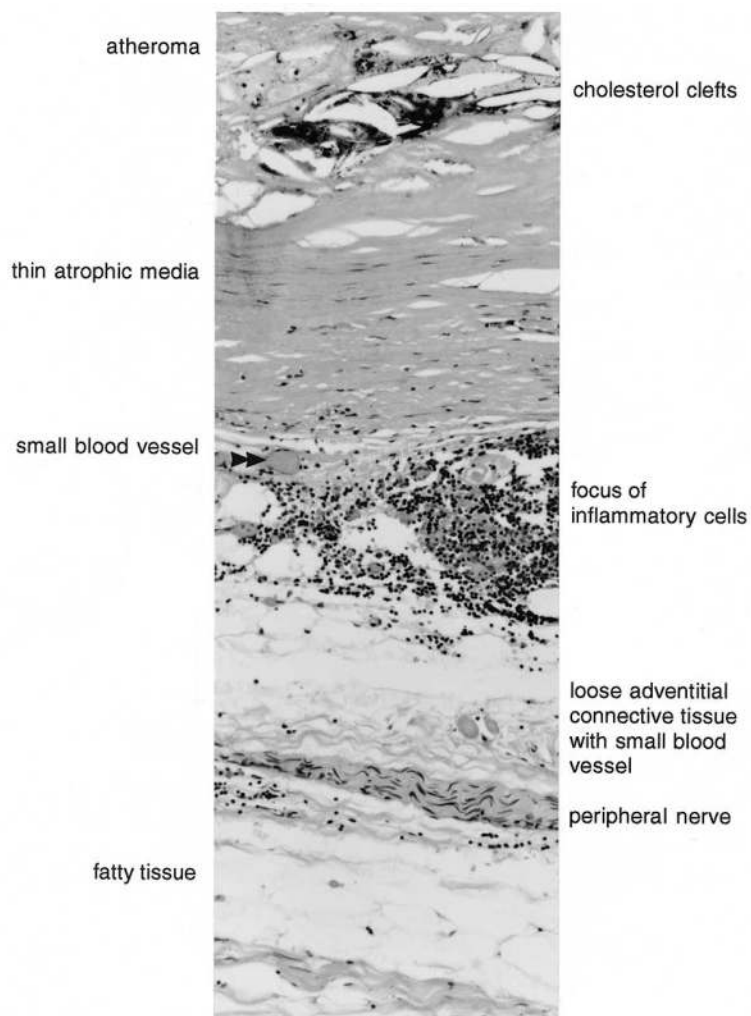 atheroma
cholesterol clefts
thin atrophic media
small blood vessel
focus of
inflammatory cells
loose adventitial
connective tissue
with small blood
vessel
peripheral nerve
fatty tissue